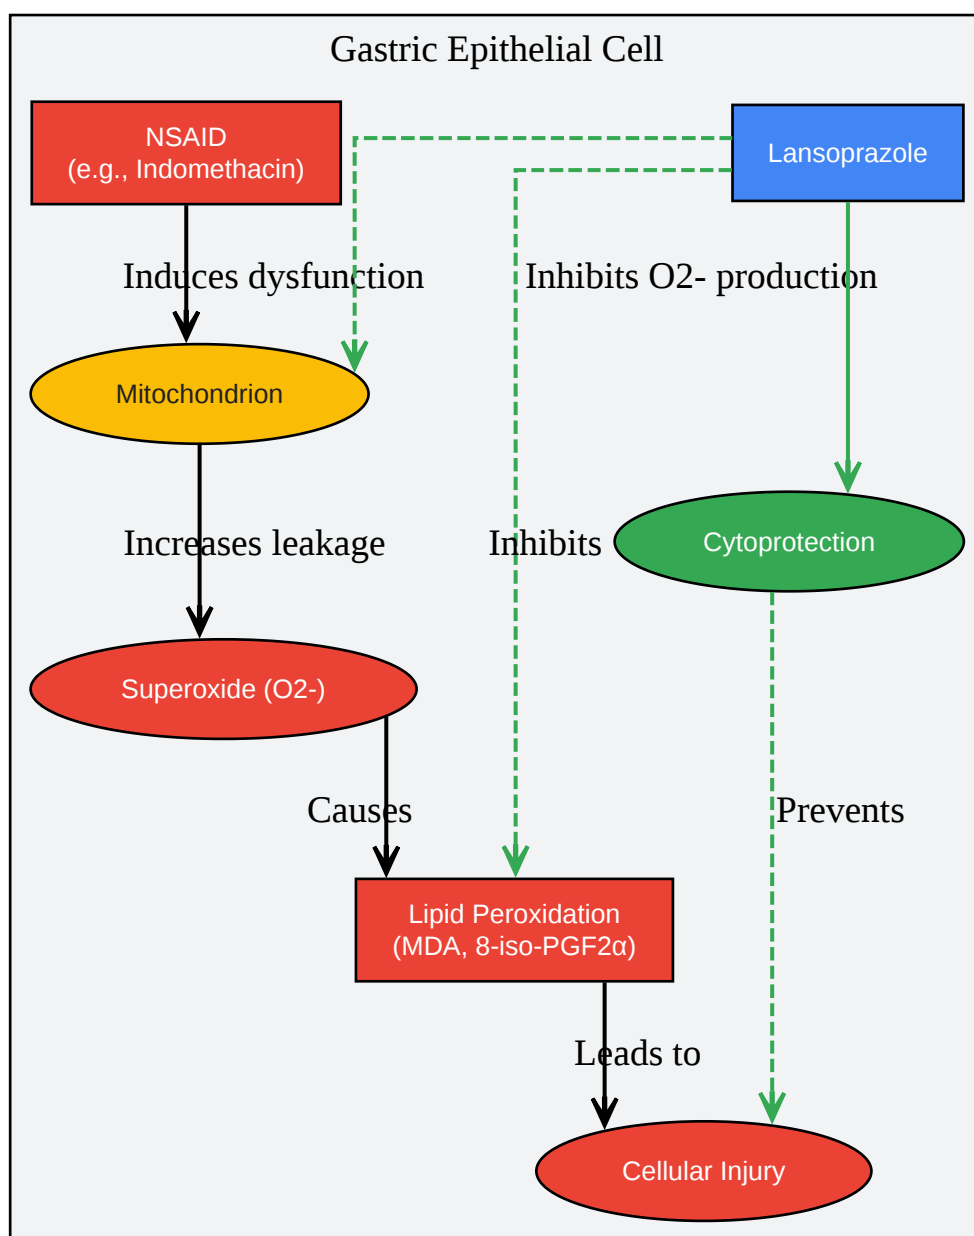 Gastric Epithelial Cell
NSAID
(e.g., Indomethacin)
Lansoprazole
Induces dysfunction
Inhibits O2- production
Mitochondrion
Increases leakage
Inhibits
Cytoprotection
Superoxide (O2-)
Causes
Prevents
Lipid Peroxidation
(MDA, 8-iso-PGF2α)
Leads to
Cellular Injury